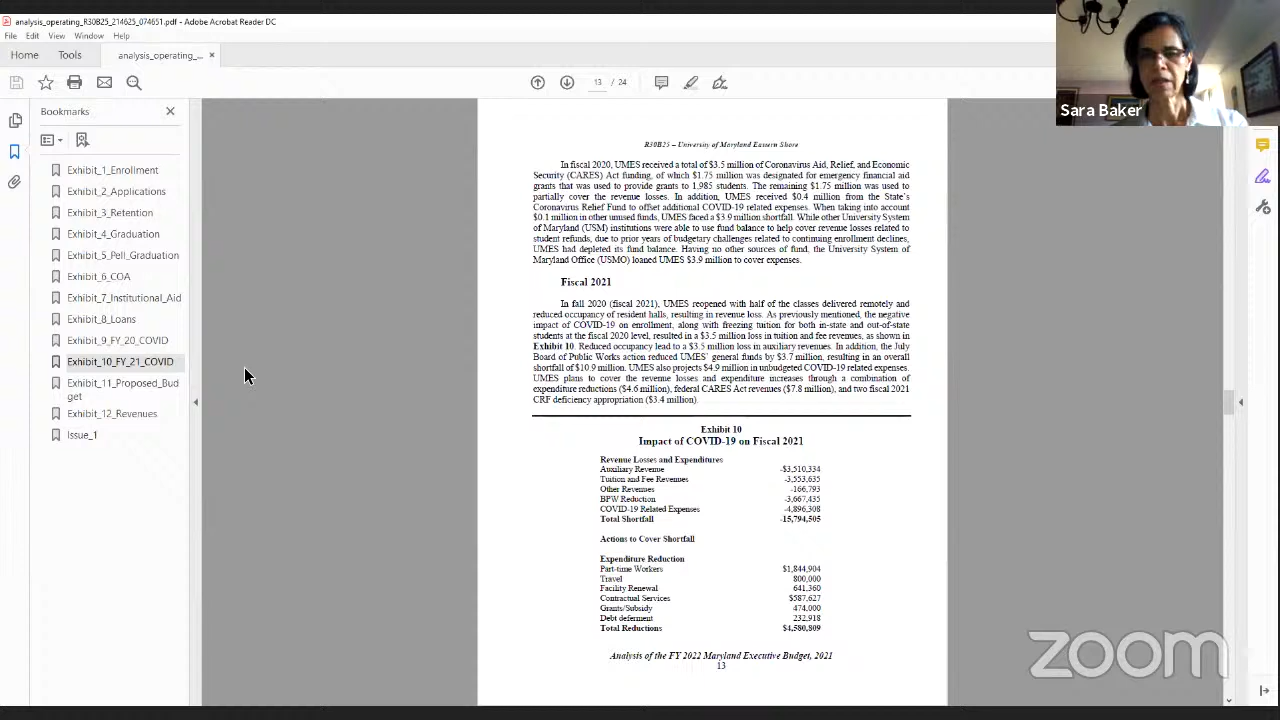 analysis_operating_R30B25_214625_074651.pdf - Adobe Acrobat Reader DC
File Edit View Window Help
Home Tools analysis_operating_... ×
13 / 24
Sara Baker
Bookmarks
Exhibit_1_Enrollment
Exhibit_2_Applications
Exhibit_3_Retention
Exhibit_4_Graduation
Exhibit_5_Pell_Graduation
Exhibit_6_COA
Exhibit_7_Institutional_Aid
Exhibit_8_Loans
Exhibit_9_FY_20_COVID
Exhibit_10_FY_21_COVID
Exhibit_11_Proposed_Bud
get
Exhibit_12_Revenues
Issue_1
R30B25 – University of Maryland Eastern Shore
In fiscal 2020, UMES received a total of $3.5 million of Coronavirus Aid, Relief, and Economic
Security (CARES) Act funding, of which $1.75 million was designated for emergency financial aid
grants that was used to provide grants to 1,985 students. The remaining $1.75 million was used to
partially cover the revenue losses. In addition, UMES received $0.4 million from the State's
Coronavirus Relief Fund to offset additional COVID-19 related expenses. When taking into account
$0.1 million in other unused funds, UMES faced a $3.9 million shortfall. While other University System
of Maryland (USM) institutions were able to use fund balance to help cover revenue losses related to
student refunds, due to prior years of budgetary challenges related to continuing enrollment declines,
UMES had depleted its fund balance. Having no other sources of fund, the University System of
Maryland Office (USMO) loaned UMES $3.9 million to cover expenses.
Fiscal 2021
In fall 2020 (fiscal 2021), UMES reopened with half of the classes delivered remotely and
reduced occupancy of resident halls, resulting in revenue loss. As previously mentioned, the negative
impact of COVID-19 on enrollment, along with freezing tuition for both in-state and out-of-state
students at the fiscal 2020 level, resulted in a $3.5 million loss in tuition and fee revenues, as shown in
Exhibit 10. Reduced occupancy lead to a $3.5 million loss in auxiliary revenues. In addition, the July
Board of Public Works action reduced UMES' general funds by $3.7 million, resulting in an overall
shortfall of $10.9 million. UMES also projects $4.9 million in unbudgeted COVID-19 related expenses.
UMES plans to cover the revenue losses and expenditure increases through a combination of
expenditure reductions ($4.6 million), federal CARES Act revenues ($7.8 million), and two fiscal 2021
CRF deficiency appropriation ($3.4 million).
Exhibit 10
Impact of COVID-19 on Fiscal 2021
Revenue Losses and Expenditures
Auxiliary Revenue -$3,510,334
Tuition and Fee Revenues -3,553,635
Other Revenues -166,793
BPW Reduction -3,667,435
COVID-19 Related Expenses -4,896,308
Total Shortfall -15,794,505
Actions to Cover Shortfall
Expenditure Reduction
Part-time Workers $1,844,904
Travel 800,000
Facility Renewal 641,360
Contractual Services $587,627
Grants/Subsidy 474,000
Debt deferment 232,918
Total Reductions $4,580,809
Analysis of the FY 2022 Maryland Executive Budget, 2021
13
zoom